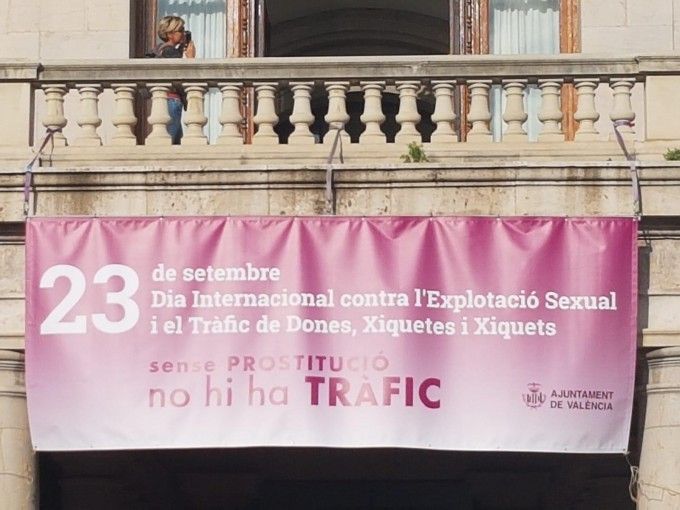 23 de setembre
Dia Internacional contra l'Explotació Sexual
i el Tràfic de Dones, Xiquetes i Xiquets
sense PROSTITUCIÓ
no hi ha TRÀFIC
AJUNTAMENT
DE VALÈNCIA